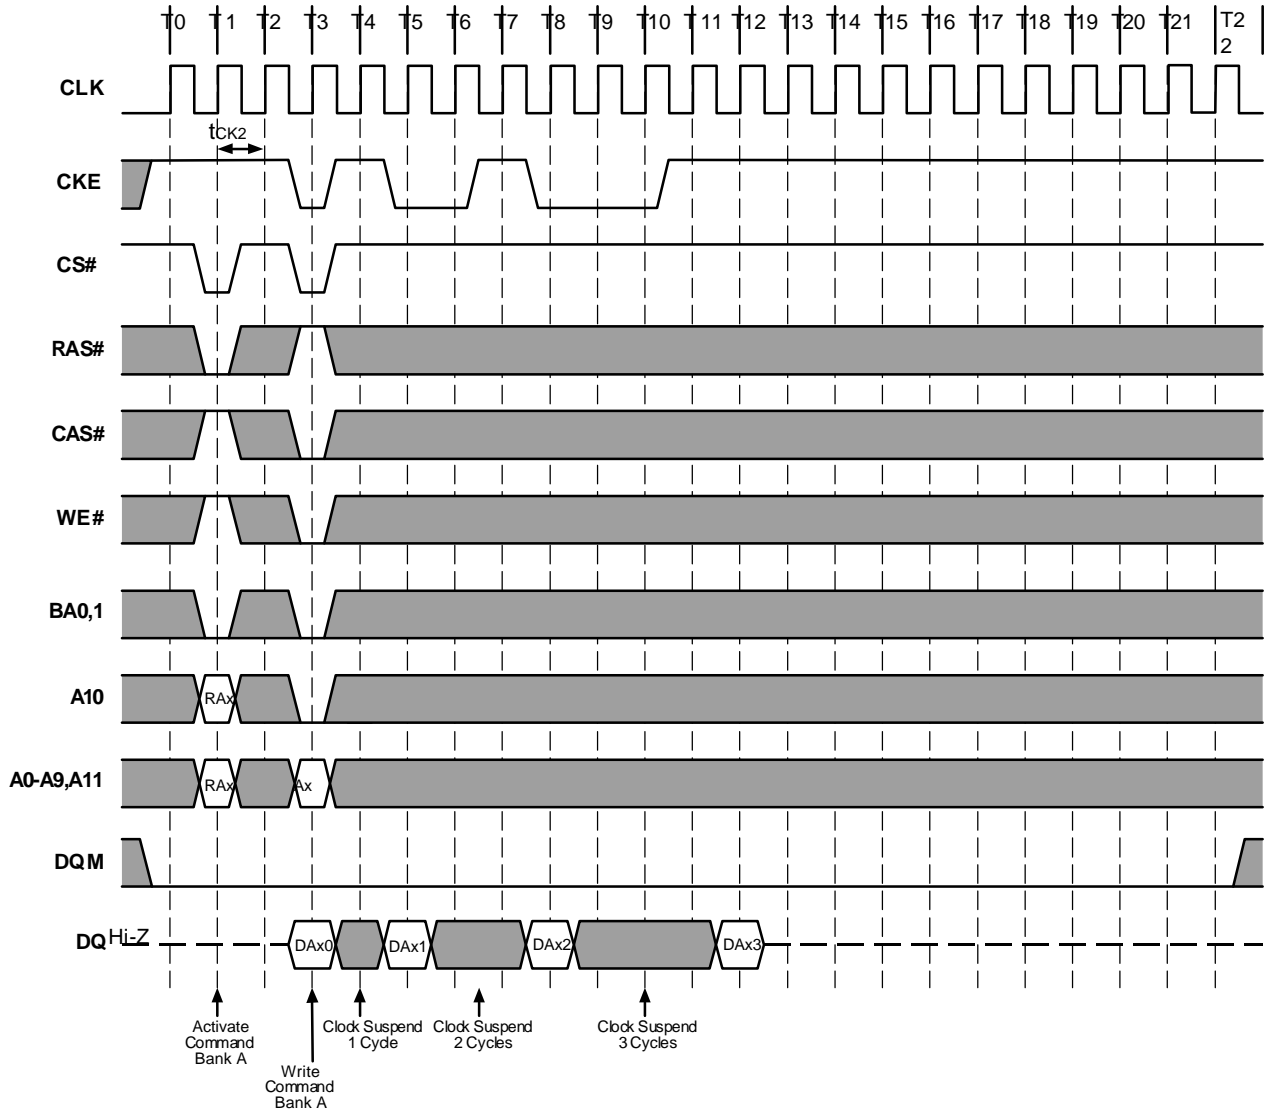 T0 T1 T2 T3 T4 T5 T6 T7 T8 T9 T10 T11 T12 T13 T14 T15 T16 T17 T18 T19 T20 T21 T2
2
CLK
tCK2
CKE
CS#
RAS#
CAS#
WE#
BA0,1
A10 RAx
A0-A9,A11 RAx Ax
DQM
DQ Hi-Z DAx0 DAx1 DAx2 DAx3
Activate
Command
Bank A
Write
Command
Bank A
Clock Suspend
1 Cycle
Clock Suspend
2 Cycles
Clock Suspend
3 Cycles